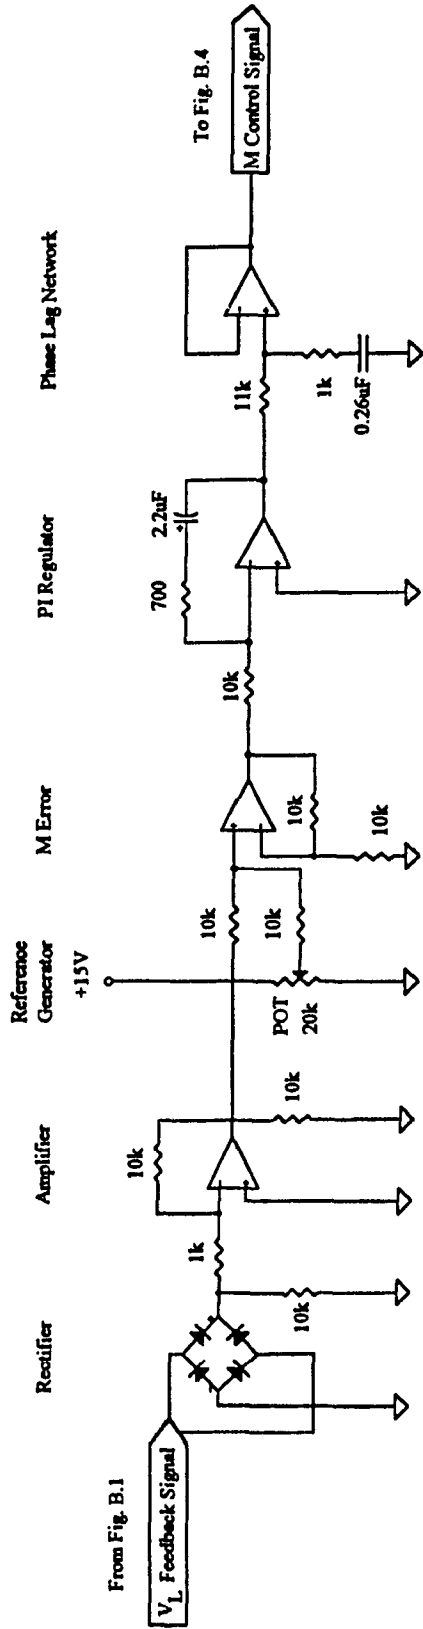 From Fig. B.1
V_L Feedback Signal
Rectifier
10k
1k
Amplifier
10k
10k
Reference
Generator
+15V
POT
20k
10k
10k
M Error
10k
10k
10k
PI Regulator
700
2.2uF
Phase Lag Network
11k
1k
0.26uF
To Fig. B.4
M Control Signal